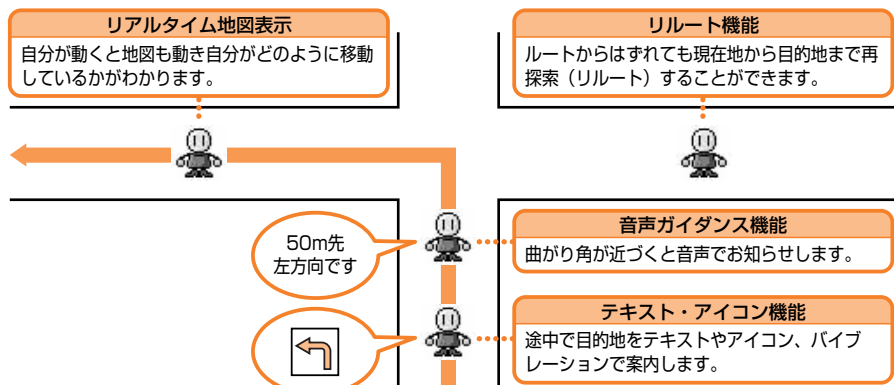 リアルタイム地図表示
自分が動くと地図も動き自分がどのように移動
しているかがわかります。
リルート機能
ルートからはずれても現在地から目的地まで再
探索（リルート）することができます。
50m先
左方向です
音声ガイダンス機能
曲がり角が近づくと音声でお知らせします。
テキスト・アイコン機能
途中で目的地をテキストやアイコン、バイブ
レーションで案内します。